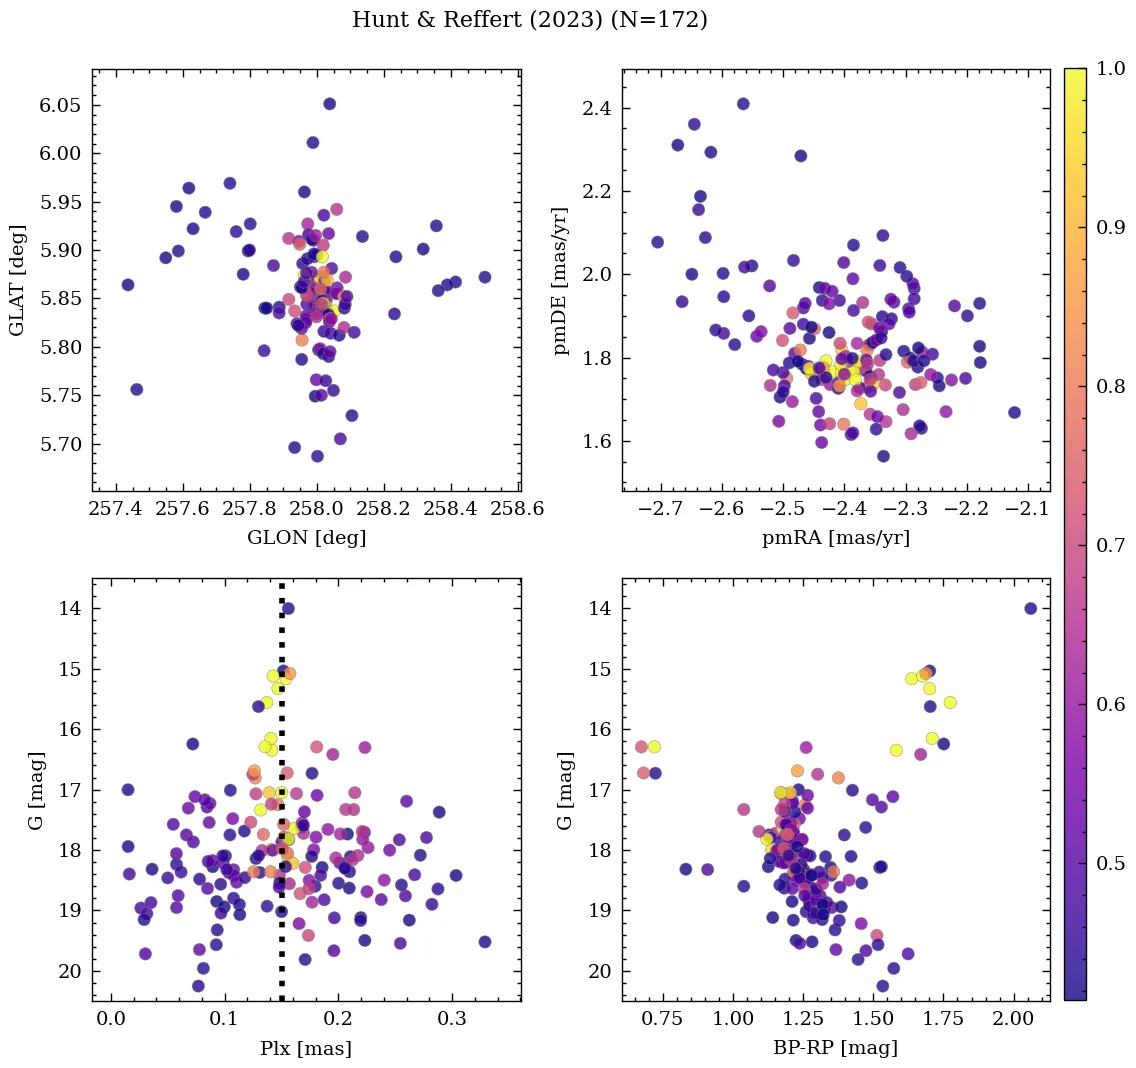 Hunt & Reffert (2023) (N=172)
6.05
6.00
5.95
5.90
5.85
5.80
5.75
5.70
GLAT [deg]
257.4 257.6 257.8 258.0 258.2 258.4 258.6
GLON [deg]
2.4
2.2
2.0
1.8
1.6
pmDE [mas/yr]
−2.7 −2.6 −2.5 −2.4 −2.3 −2.2 −2.1
pmRA [mas/yr]
14
15
16
17
18
19
20
G [mag]
0.0 0.1 0.2 0.3
Plx [mas]
14
15
16
17
18
19
20
G [mag]
0.75 1.00 1.25 1.50 1.75 2.00
BP-RP [mag]
1.0
0.9
0.8
0.7
0.6
0.5